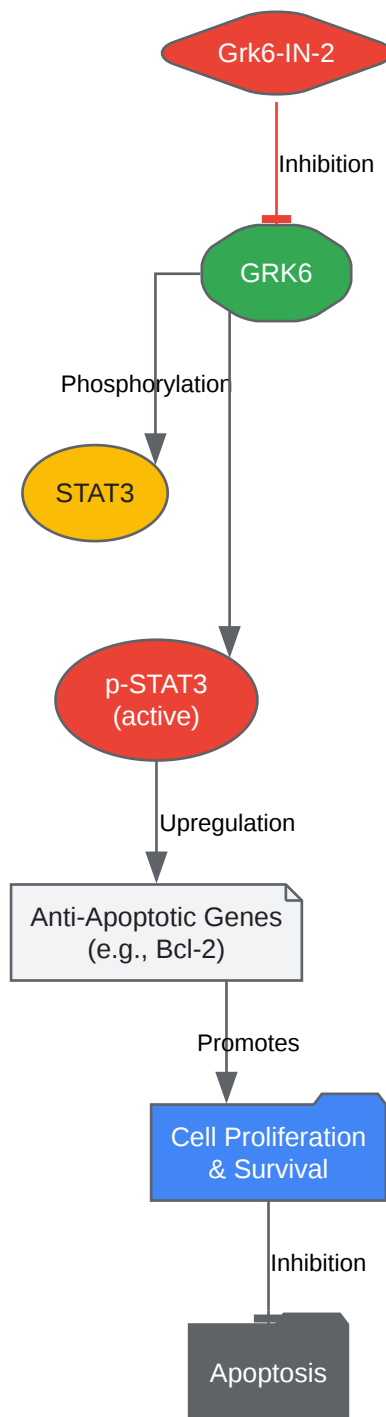 Grk6-IN-2
Inhibition
GRK6
Phosphorylation
STAT3
p-STAT3
(active)
Upregulation
Anti-Apoptotic Genes
(e.g., Bcl-2)
Promotes
Cell Proliferation
& Survival
Inhibition
Apoptosis